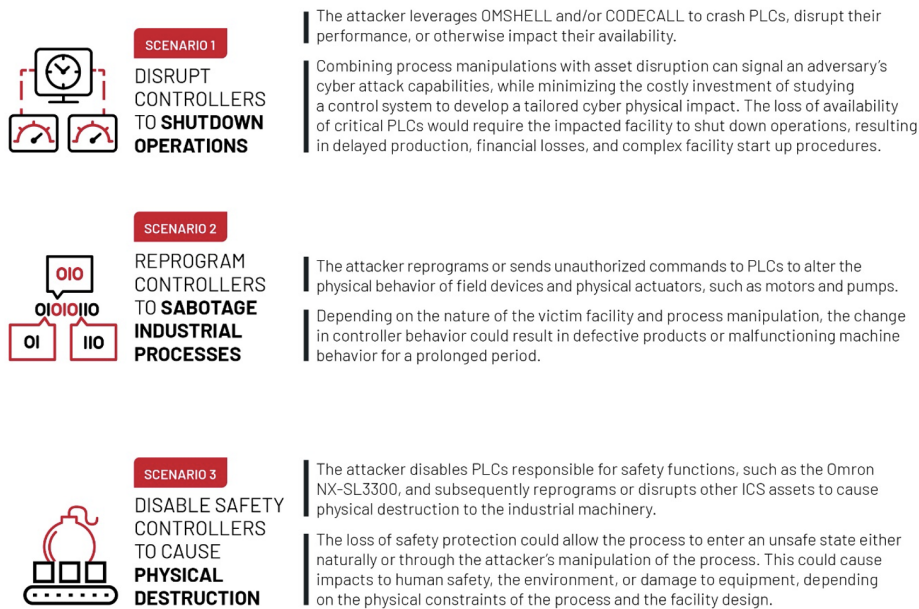 SCENARIO 1
DISRUPT
CONTROLLERS
TO SHUTDOWN
OPERATIONS
The attacker leverages OMSHELL and/or CODECALL to crash PLCs, disrupt their
performance, or otherwise impact their availability.
Combining process manipulations with asset disruption can signal an adversary's
cyber attack capabilities, while minimizing the costly investment of studying
a control system to develop a tailored cyber physical impact. The loss of availability
of critical PLCs would require the impacted facility to shut down operations, resulting
in delayed production, financial losses, and complex facility start up procedures.
SCENARIO 2
010
01010110
01
110
REPROGRAM
CONTROLLERS
TO SABOTAGE
INDUSTRIAL
PROCESSES
The attacker reprograms or sends unauthorized commands to PLCs to alter the
physical behavior of field devices and physical actuators, such as motors and pumps.
Depending on the nature of the victim facility and process manipulation, the change
in controller behavior could result in defective products or malfunctioning machine
behavior for a prolonged period.
SCENARIO 3
DISABLE SAFETY
CONTROLLERS
TO CAUSE
PHYSICAL
DESTRUCTION
The attacker disables PLCs responsible for safety functions, such as the Omron
NX-SL3300, and subsequently reprograms or disrupts other ICS assets to cause
physical destruction to the industrial machinery.
The loss of safety protection could allow the process to enter an unsafe state either
naturally or through the attacker's manipulation of the process. This could cause
impacts to human safety, the environment, or damage to equipment, depending
on the physical constraints of the process and the facility design.